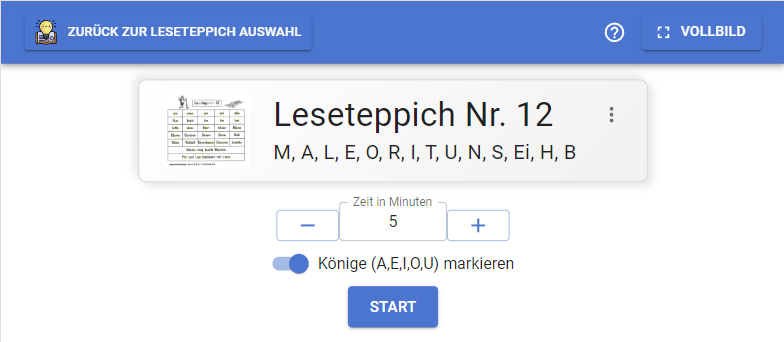 ZURÜCK ZUR LESETEPPICH AUSWAHL
VOLLBILD
Leseteppich Nr. 12
M, A, L, E, O, R, I, T, U, N, S, Ei, H, B
Zeit in Minuten
5
Könige (A,E,I,O,U) markieren
START